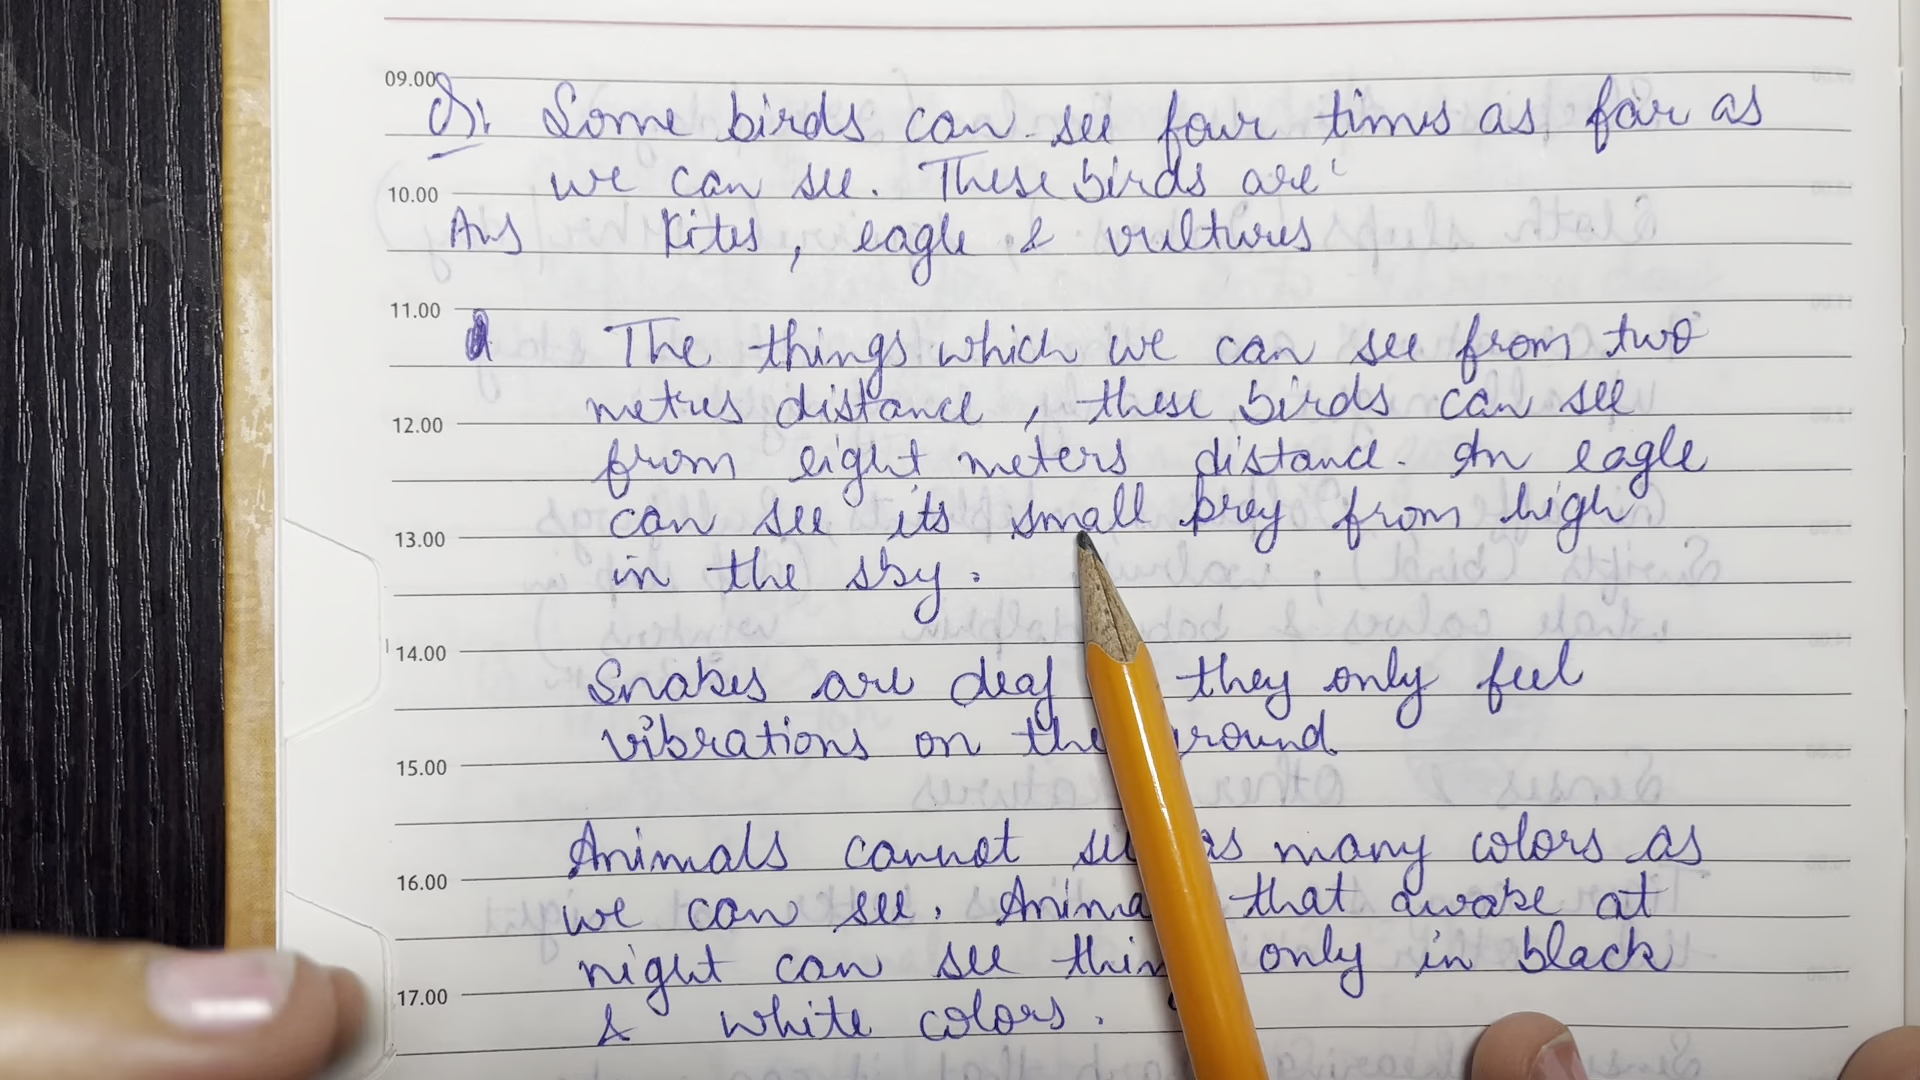 09.00
Q: Some birds can see four times as far as
we can see. These birds are
10.00
Ans Kites, eagle & vultures
11.00
The things which we can see from two
metres distance, these birds can see
12.00
from eight meters distance. An eagle
can see its small prey from high
13.00
in the sky.
14.00
Snakes are deaf they only feel
vibrations on the ground
15.00
Animals cannot see as many colors as
16.00
we can see. that awake at
night can see only in black
17.00
& white colors.